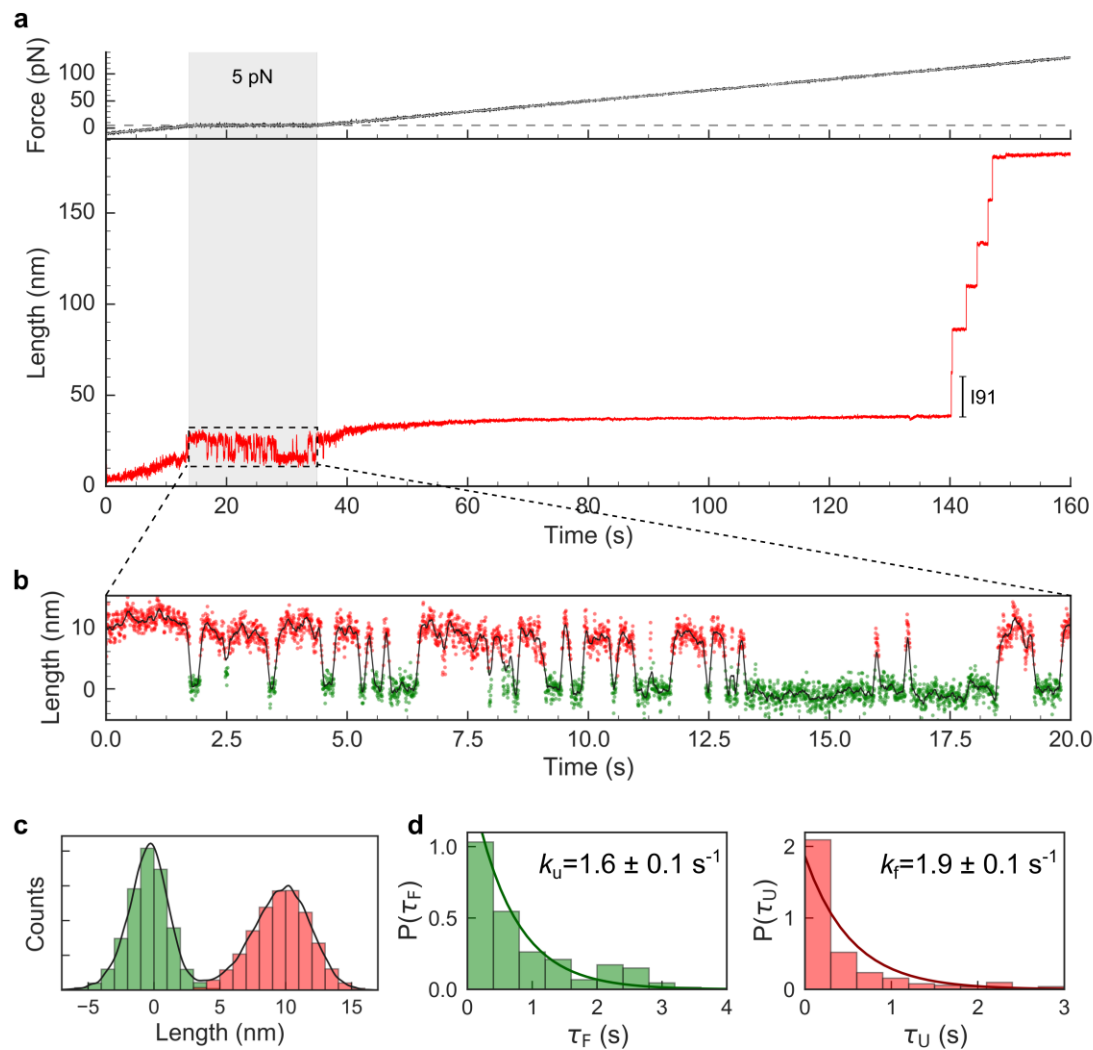 a
Force (pN)
100
50
0
5 pN
Length (nm)
150
100
50
0
I91
0 20 40 60 80 100 120 140 160
Time (s)
b
Length (nm)
10
0
0.0 2.5 5.0 7.5 10.0 12.5 15.0 17.5 20.0
Time (s)
c
Counts
−5 0 5 10 15
Length (nm)
d
P(τF)
1.0
0.5
0.0
ku=1.6 ± 0.1 s-1
0 1 2 3 4
τF (s)
P(τU)
2
1
0
kf=1.9 ± 0.1 s-1
0 1 2 3
τU (s)